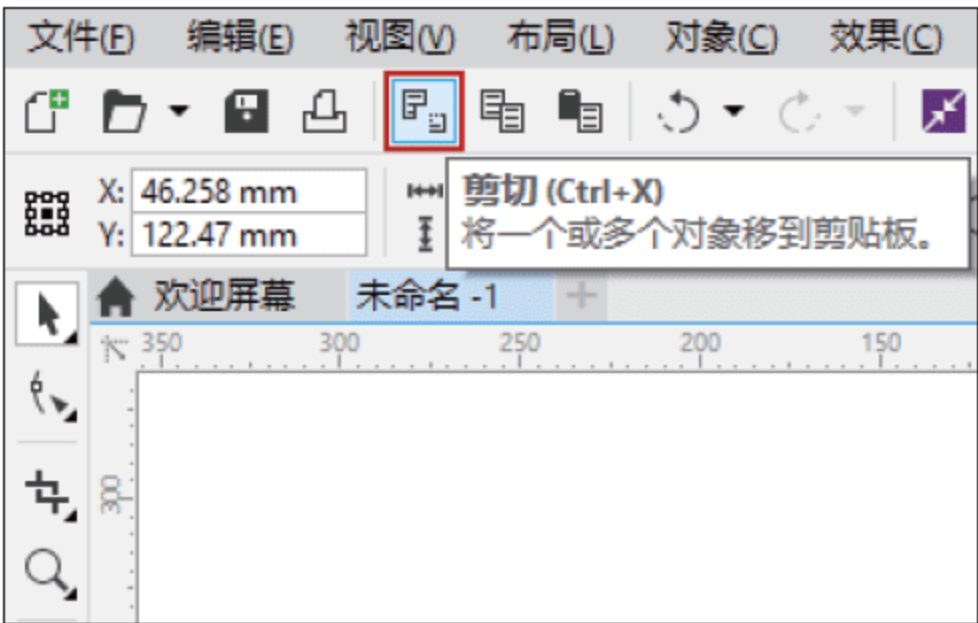 文件(F) 编辑(E) 视图(V) 布局(L) 对象(C) 效果(C)
X: 46.258 mm
Y: 122.47 mm
剪切 (Ctrl+X)
将一个或多个对象移到剪贴板。
欢迎屏幕 未命名 -1
350 300 250 200 150
300